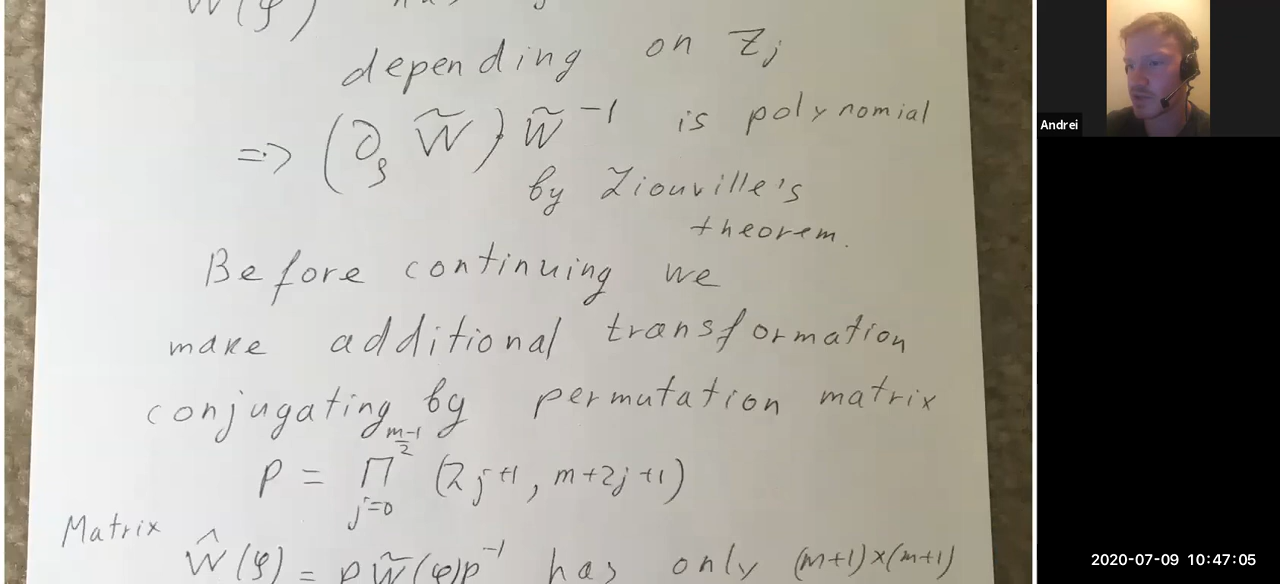 W(ξ) has
depending on Zj
=> (∂ξ W̃) W̃⁻¹ is polynomial
by Liouville's
theorem.
Before continuing we
make additional transformation
conjugating by permutation matrix
P = ∏_{j=0}^{(m-1)/2} (2j+1, m+2j+1)
Matrix
Ŵ(ξ) = P W̃(ξ) P⁻¹ has only (m+1)×(m+1)
Andrei
2020-07-09 10:47:05